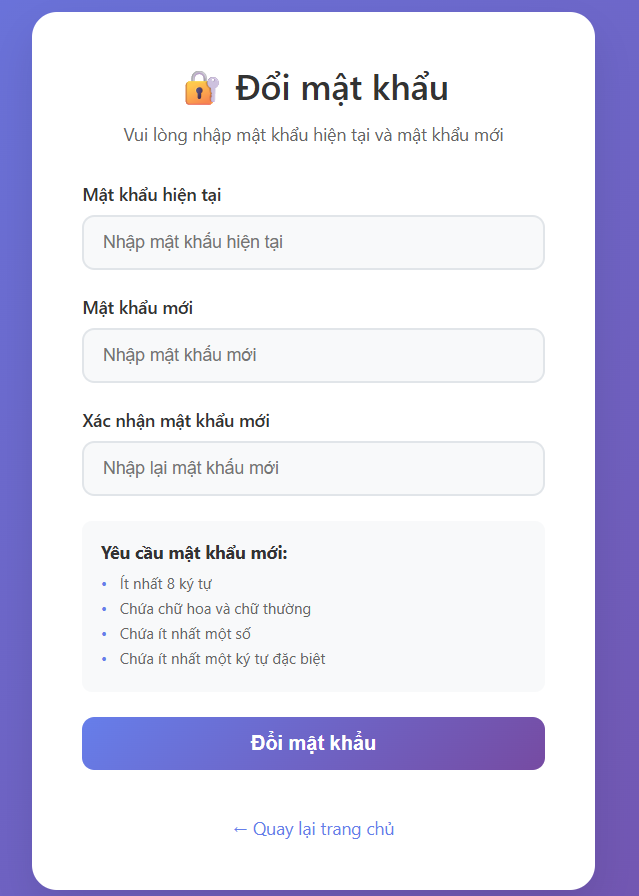 Đổi mật khẩu
Vui lòng nhập mật khẩu hiện tại và mật khẩu mới
Mật khẩu hiện tại
Nhập mật khẩu hiện tại
Mật khẩu mới
Nhập mật khẩu mới
Xác nhận mật khẩu mới
Nhập lại mật khẩu mới
Yêu cầu mật khẩu mới:
• Ít nhất 8 ký tự
• Chứa chữ hoa và chữ thường
• Chứa ít nhất một số
• Chứa ít nhất một ký tự đặc biệt
Đổi mật khẩu
← Quay lại trang chủ